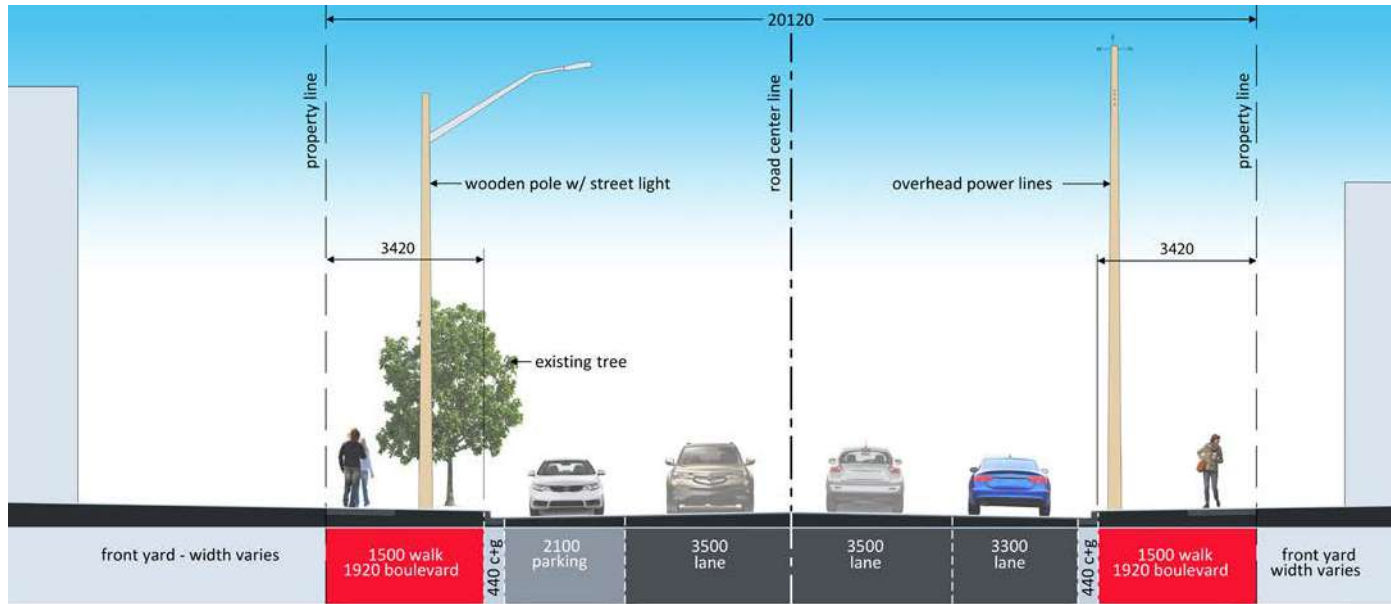 20120
property line
road center line
property line
wooden pole w/ street light
overhead power lines
3420
3420
existing tree
front yard - width varies
1500 walk
1920 boulevard
440 c+g
2100
parking
3500
lane
3500
lane
3300
lane
440 c+g
1500 walk
1920 boulevard
front yard
width varies